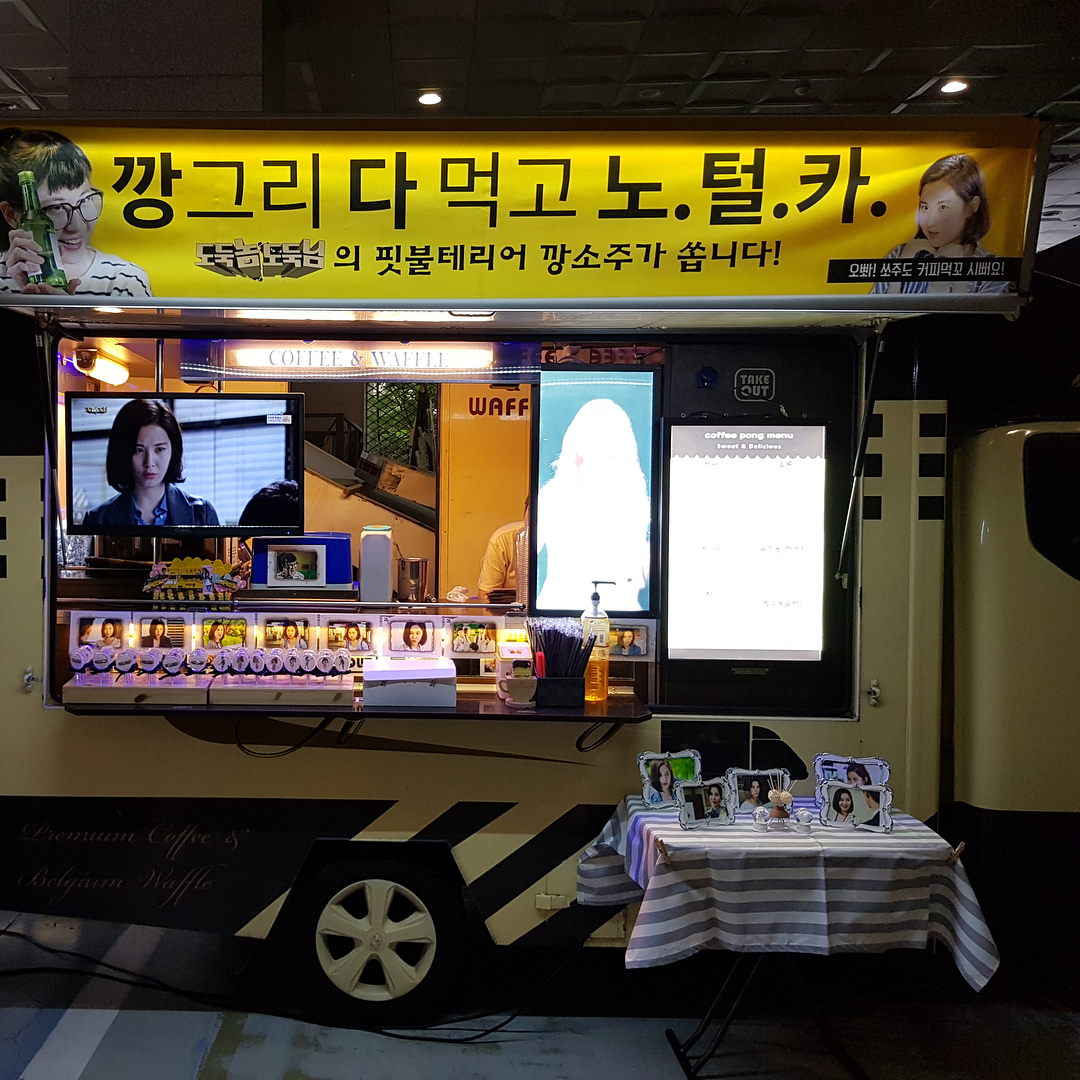 깡그리 다 먹고 노.털.카.
도둑놈도둑님의 핏불테리어 깡소주가 쏩니다!
오빠! 쏘주도 커피먹꼬 시뻐요!
COFFEE & WAFFLE
WAFF
TAKE OUT
coffee pong menu
Sweet & Delicious
Premium Coffee &
Belgium Waffle